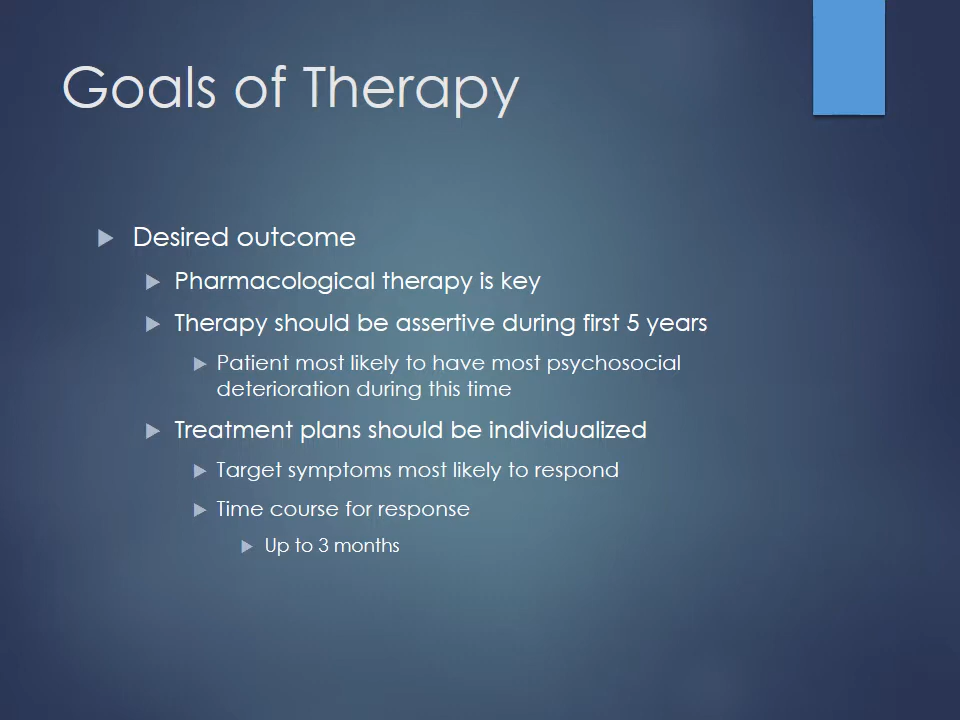 Goals of Therapy
Desired outcome
Pharmacological therapy is key
Therapy should be assertive during first 5 years
Patient most likely to have most psychosocial
deterioration during this time
Treatment plans should be individualized
Target symptoms most likely to respond
Time course for response
Up to 3 months